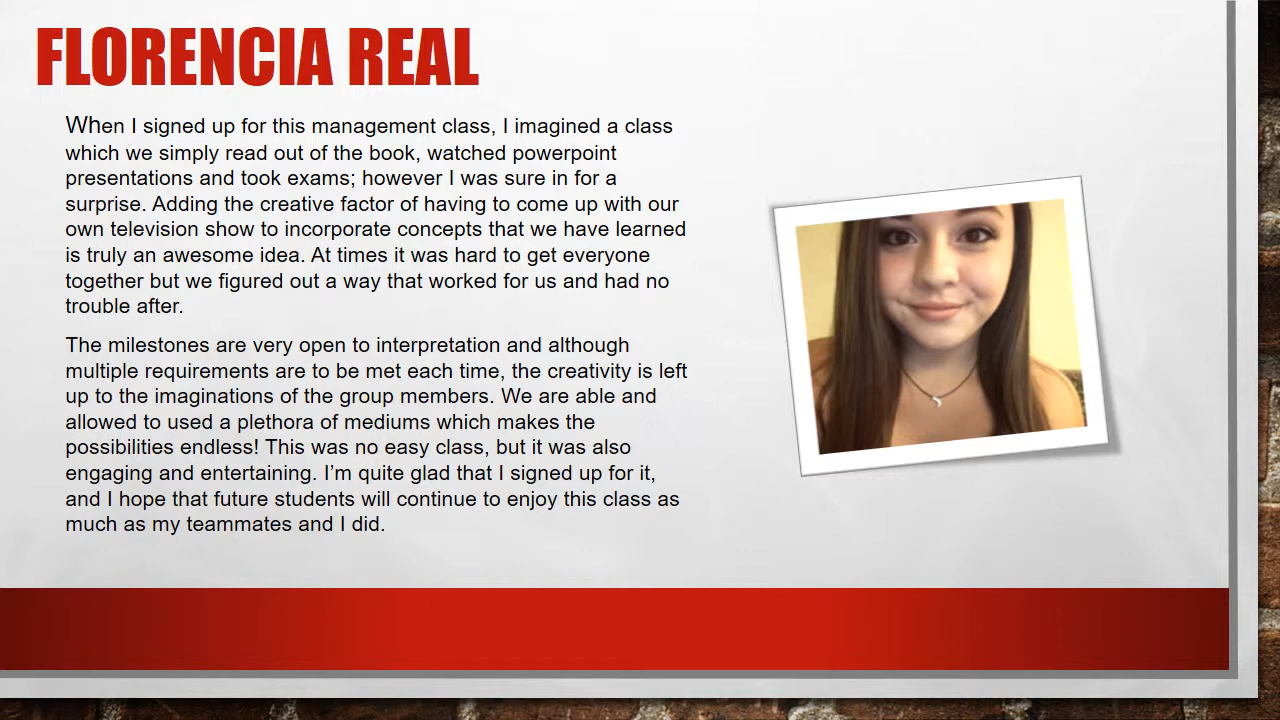 FLORENCIA REAL
When I signed up for this management class, I imagined a class
which we simply read out of the book, watched powerpoint
presentations and took exams; however I was sure in for a
surprise. Adding the creative factor of having to come up with our
own television show to incorporate concepts that we have learned
is truly an awesome idea. At times it was hard to get everyone
together but we figured out a way that worked for us and had no
trouble after.
The milestones are very open to interpretation and although
multiple requirements are to be met each time, the creativity is left
up to the imaginations of the group members. We are able and
allowed to used a plethora of mediums which makes the
possibilities endless! This was no easy class, but it was also
engaging and entertaining. I’m quite glad that I signed up for it,
and I hope that future students will continue to enjoy this class as
much as my teammates and I did.